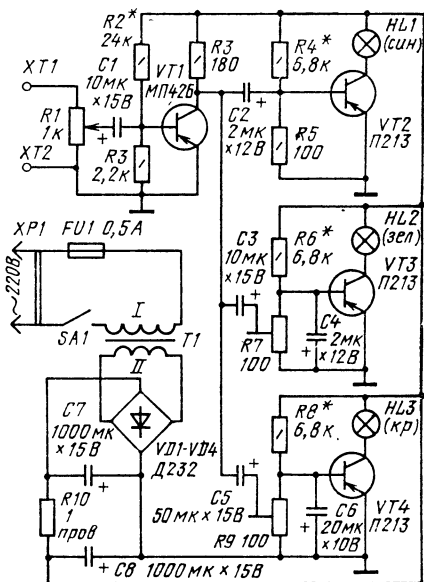 R2*
24к
C1
10мк
×15В
XT1
R1
1к
XT2
R3
2,2к
VT1
МП42Б
R3
180
C2
2мк
×12В
R4*
6,8к
R5
100
HL1
(син)
VT2
П213
XP1
FU1 0,5А
~220В
SA1
I
II
T1
C3
10мк
×15В
R6*
6,8к
R7
100
C4
2мк
×12В
HL2
(зел)
VT3
П213
C7
1000мк
×15В
VD1-VD4
Д232
R10
1
пров
C8 1000мк × 15В
C5
50мк×15В
R8*
6,8к
R9 100
C6
20мк
×10В
HL3
(кр)
VT4
П213